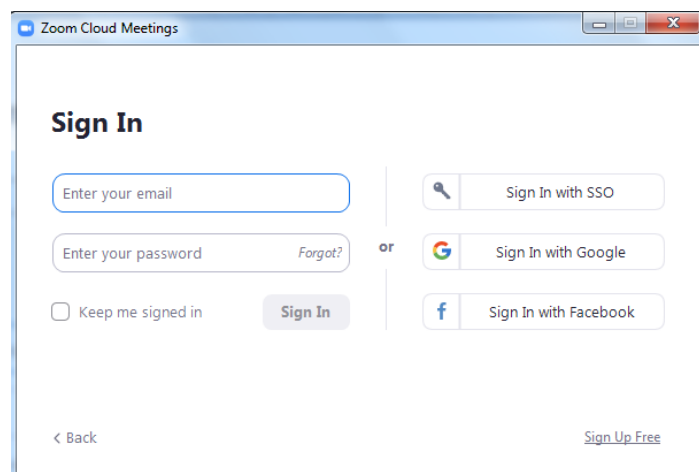 Zoom Cloud Meetings
Sign In
Enter your email
Enter your password Forgot?
Keep me signed in Sign In
or
Sign In with SSO
Sign In with Google
Sign In with Facebook
< Back
Sign Up Free